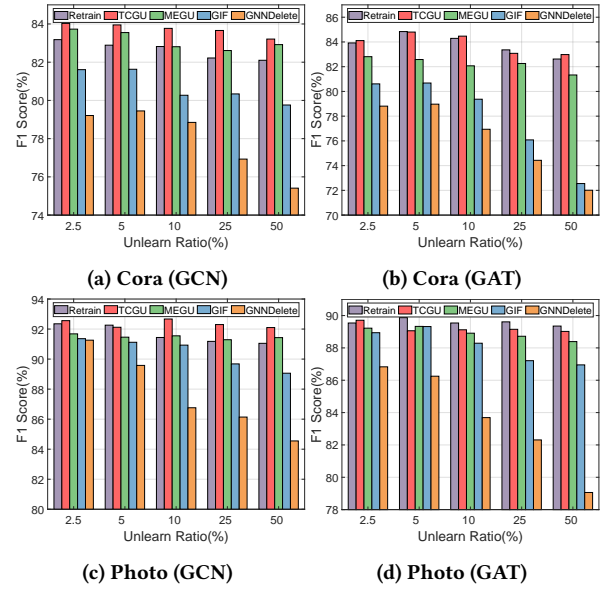 Retrain TCGU MEGU GIF GNNDelete
84
82
80
78
76
74
F1 Score(%)
2.5 5 10 25 50
Unlearn Ratio(%)
(a) Cora (GCN)
Retrain TCGU MEGU GIF GNNDelete
86
84
82
80
78
76
74
72
70
F1 Score(%)
2.5 5 10 25 50
Unlearn Ratio(%)
(b) Cora (GAT)
94
Retrain TCGU MEGU GIF GNNDelete
92
90
88
86
84
82
80
F1 Score(%)
2.5 5 10 25 50
Unlearn Ratio(%)
(c) Photo (GCN)
Retrain TCGU MEGU GIF GNNDelete
90
88
86
84
82
80
78
F1 Score(%)
2.5 5 10 25 50
Unlearn Ratio(%)
(d) Photo (GAT)